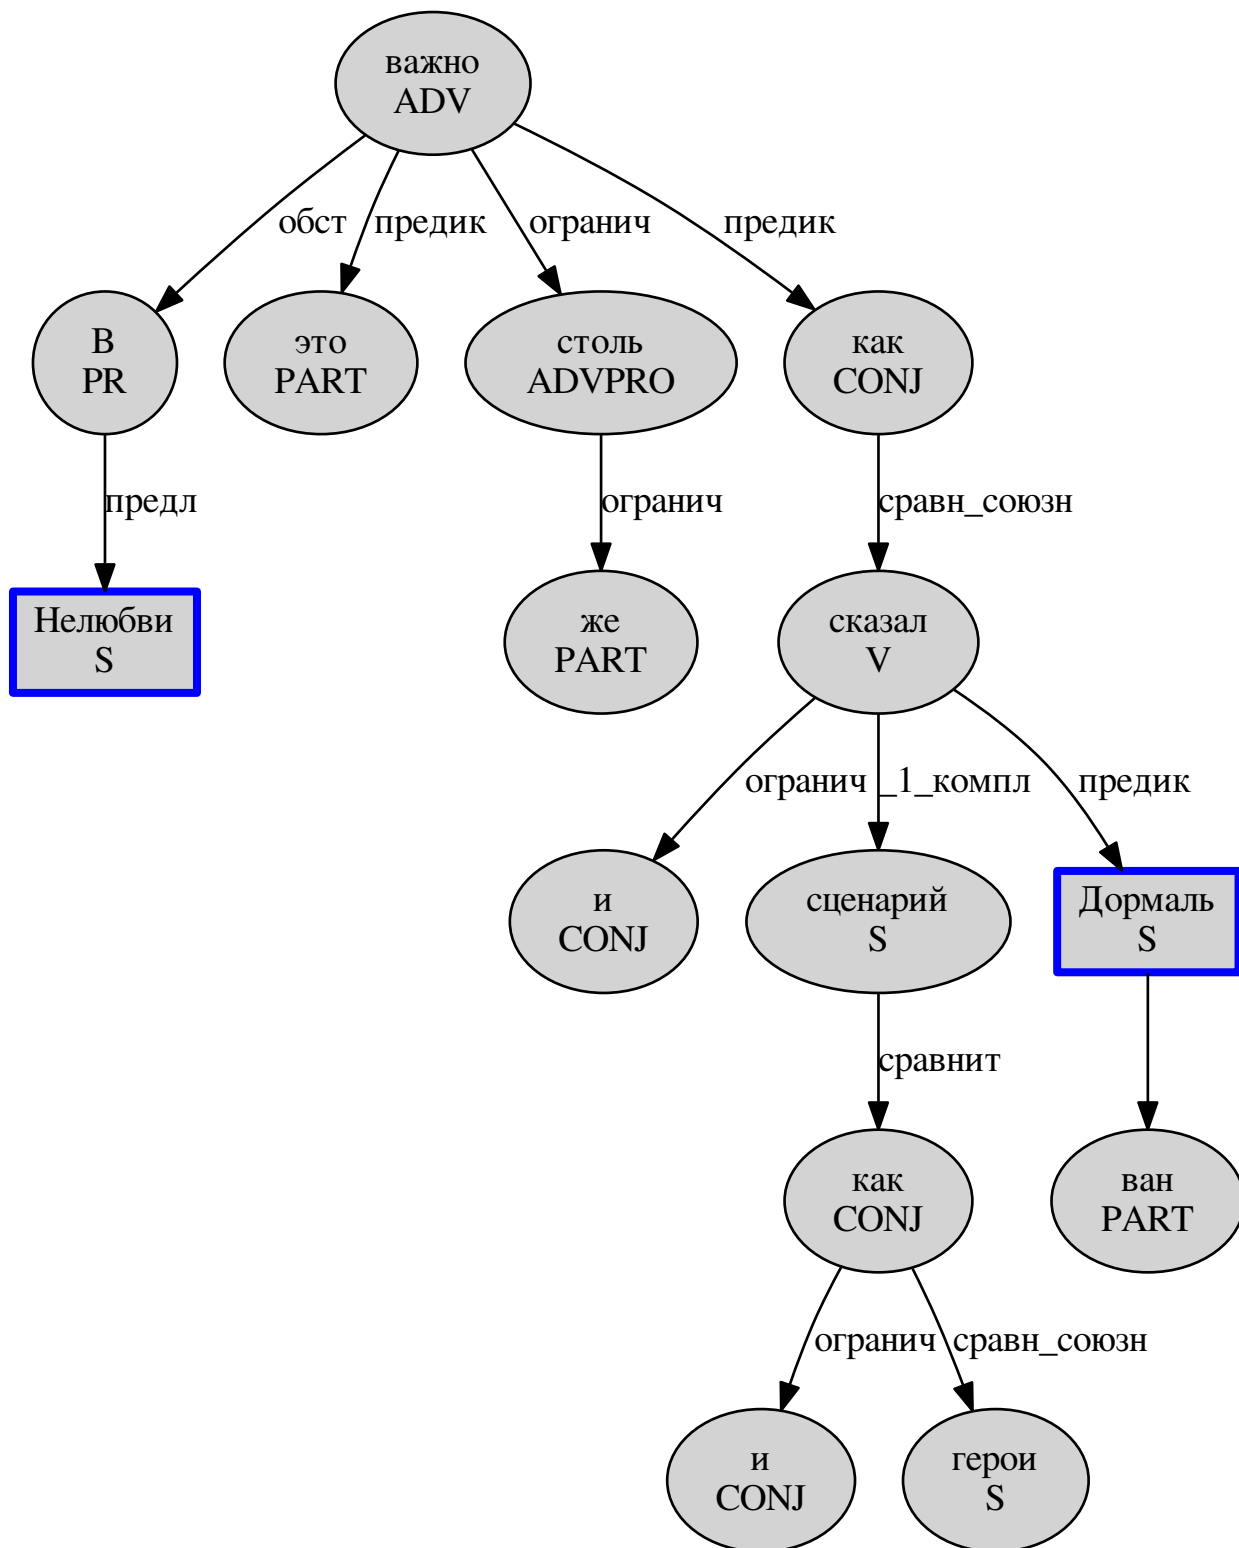 важно
ADV
обст
предик
огранич
предик
В
PR
это
PART
столь
ADVPRO
как
CONJ
предл
огранич
сравн_союзн
Нелюбви
S
же
PART
сказал
V
огранич
_1_компл
предик
и
CONJ
сценарий
S
Дормаль
S
сравнит
как
CONJ
ван
PART
огранич
сравн_союзн
и
CONJ
герои
S